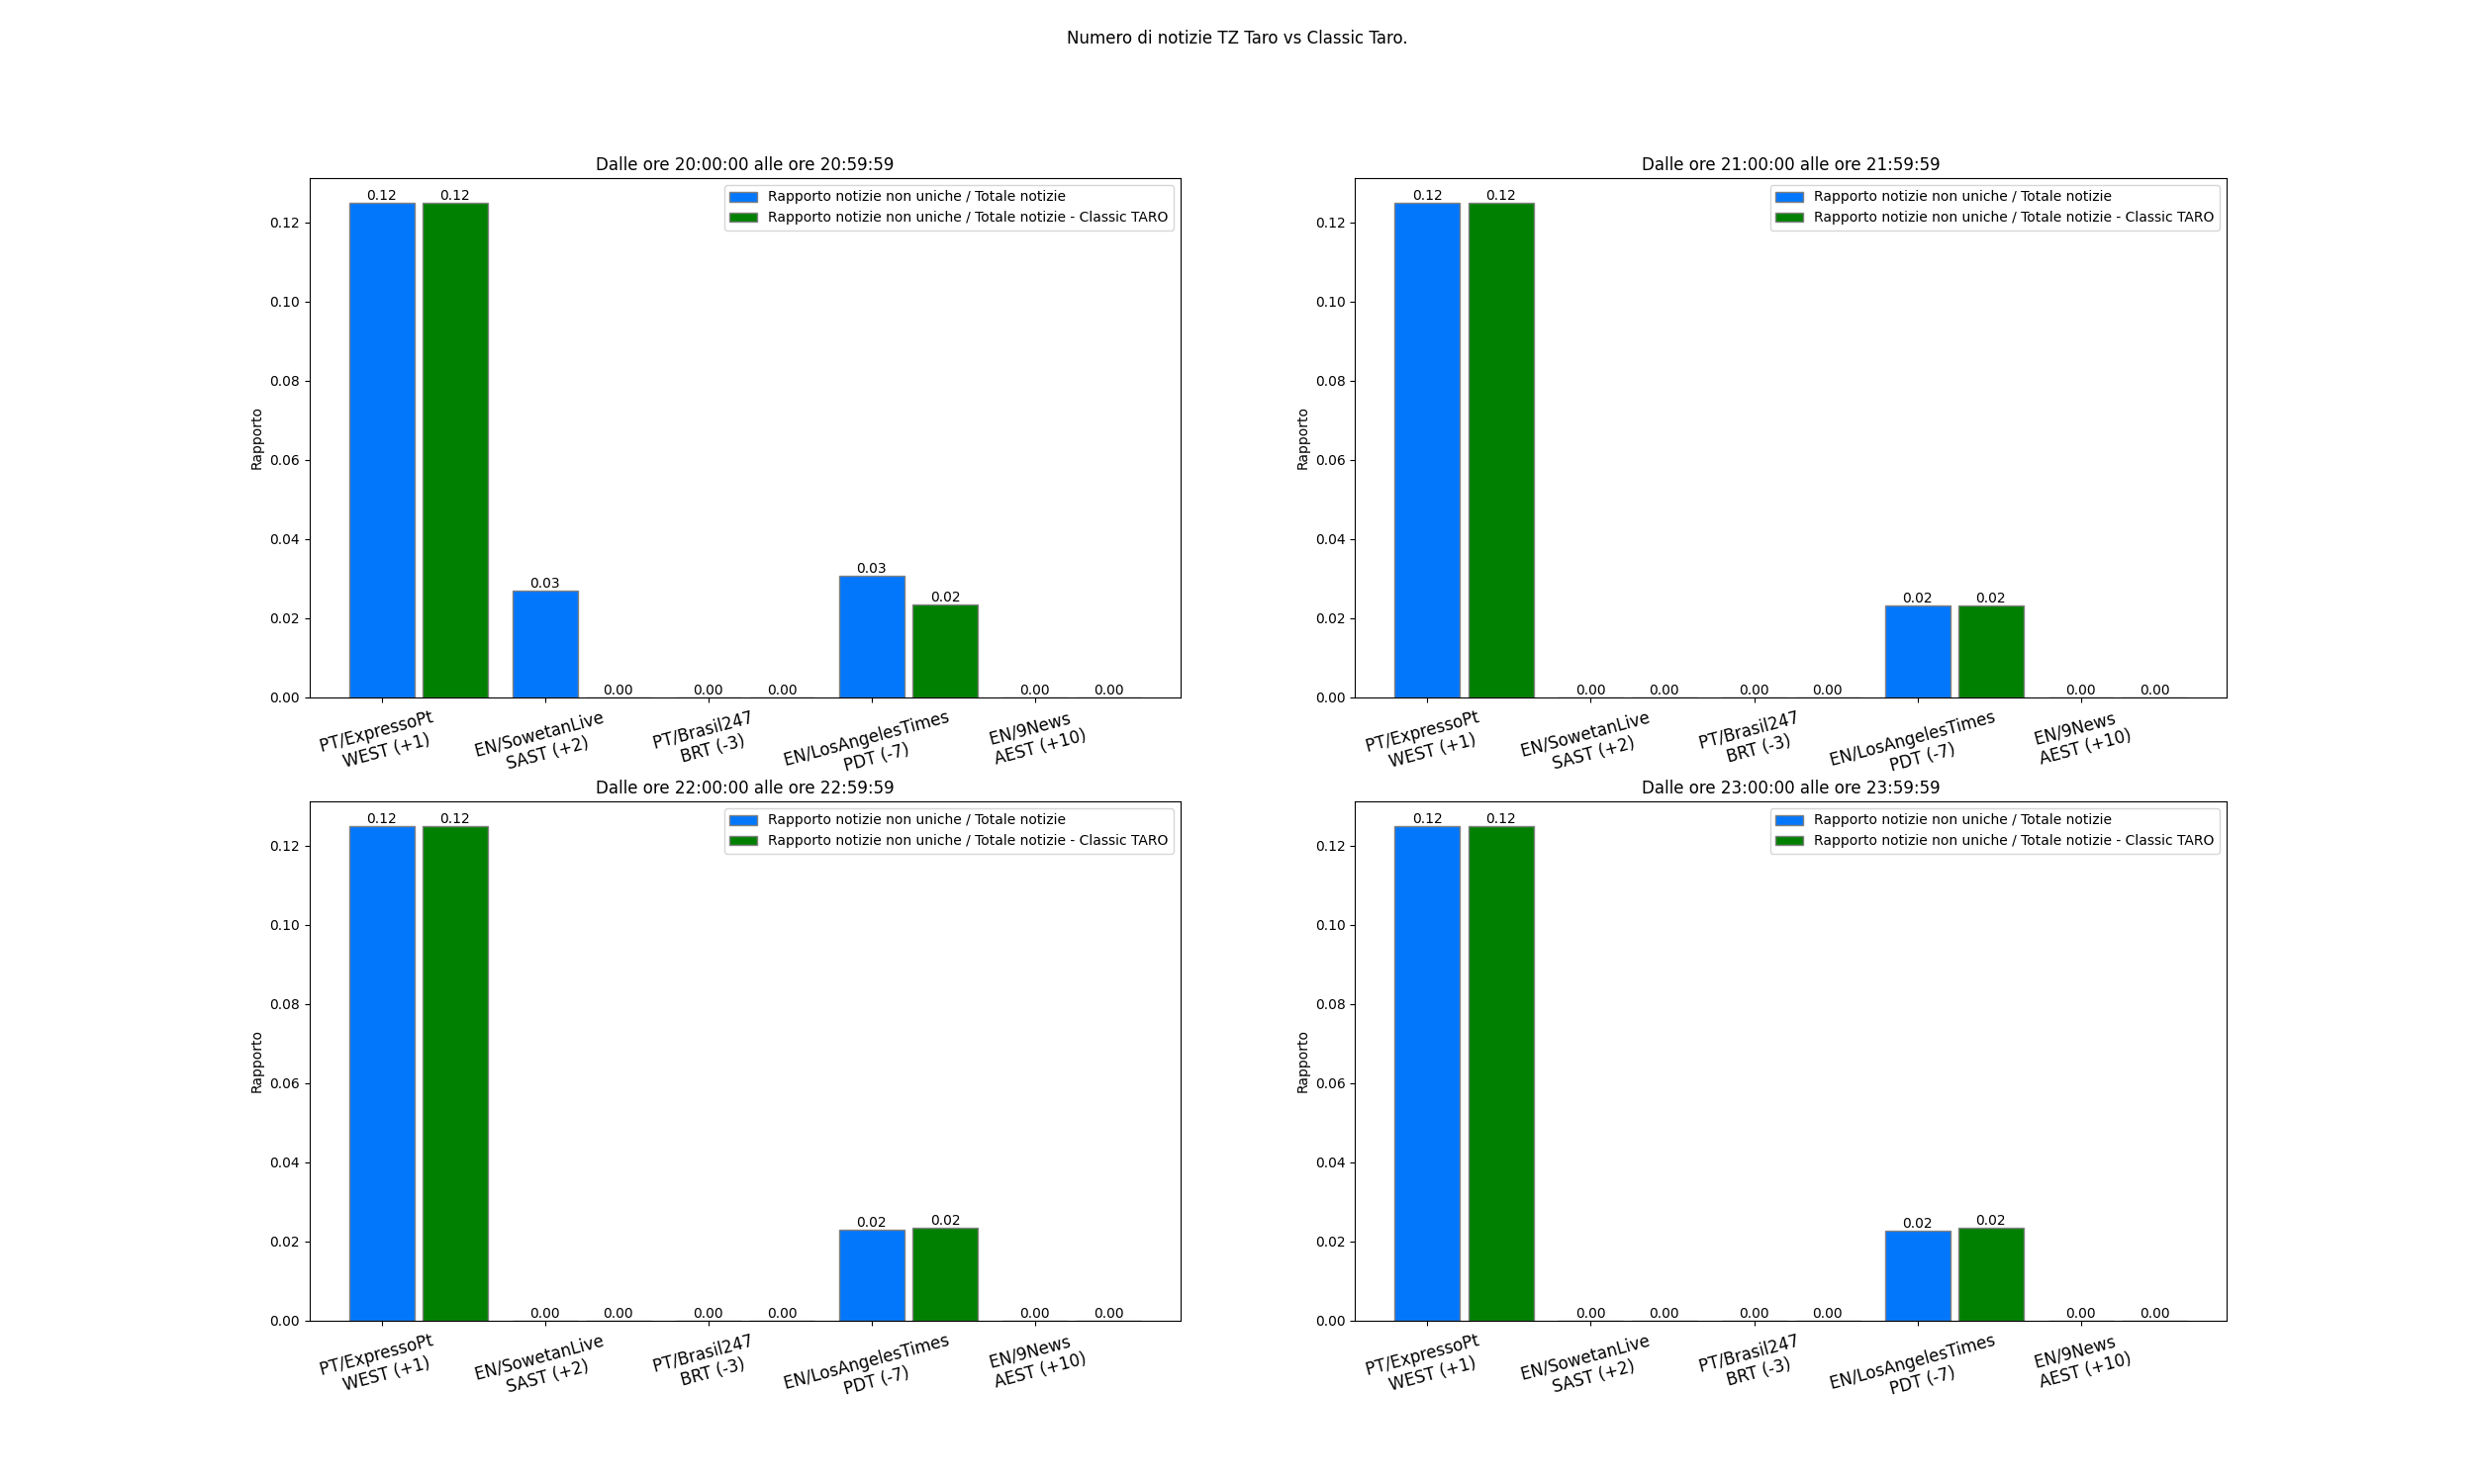 Numero di notizie TZ Taro vs Classic Taro.
Dalle ore 20:00:00 alle ore 20:59:59
Rapporto notizie non uniche / Totale notizie
Rapporto notizie non uniche / Totale notizie - Classic TARO
0.12 0.12
0.03 0.00
0.00 0.00
0.03 0.02
0.00 0.00
Rapporto
0.12
0.10
0.08
0.06
0.04
0.02
0.00
PT/ExpressoPt
WEST (+1)
EN/SowetanLive
SAST (+2)
PT/Brasil247
BRT (-3)
EN/LosAngelesTimes
PDT (-7)
EN/9News
AEST (+10)
Dalle ore 21:00:00 alle ore 21:59:59
Rapporto notizie non uniche / Totale notizie
Rapporto notizie non uniche / Totale notizie - Classic TARO
0.12 0.12
0.00 0.00
0.00 0.00
0.02 0.02
0.00 0.00
Rapporto
0.12
0.10
0.08
0.06
0.04
0.02
0.00
PT/ExpressoPt
WEST (+1)
EN/SowetanLive
SAST (+2)
PT/Brasil247
BRT (-3)
EN/LosAngelesTimes
PDT (-7)
EN/9News
AEST (+10)
Dalle ore 22:00:00 alle ore 22:59:59
Rapporto notizie non uniche / Totale notizie
Rapporto notizie non uniche / Totale notizie - Classic TARO
0.12 0.12
0.00 0.00
0.00 0.00
0.02 0.02
0.00 0.00
Rapporto
0.12
0.10
0.08
0.06
0.04
0.02
0.00
PT/ExpressoPt
WEST (+1)
EN/SowetanLive
SAST (+2)
PT/Brasil247
BRT (-3)
EN/LosAngelesTimes
PDT (-7)
EN/9News
AEST (+10)
Dalle ore 23:00:00 alle ore 23:59:59
Rapporto notizie non uniche / Totale notizie
Rapporto notizie non uniche / Totale notizie - Classic TARO
0.12 0.12
0.00 0.00
0.00 0.00
0.02 0.02
0.00 0.00
Rapporto
0.12
0.10
0.08
0.06
0.04
0.02
0.00
PT/ExpressoPt
WEST (+1)
EN/SowetanLive
SAST (+2)
PT/Brasil247
BRT (-3)
EN/LosAngelesTimes
PDT (-7)
EN/9News
AEST (+10)